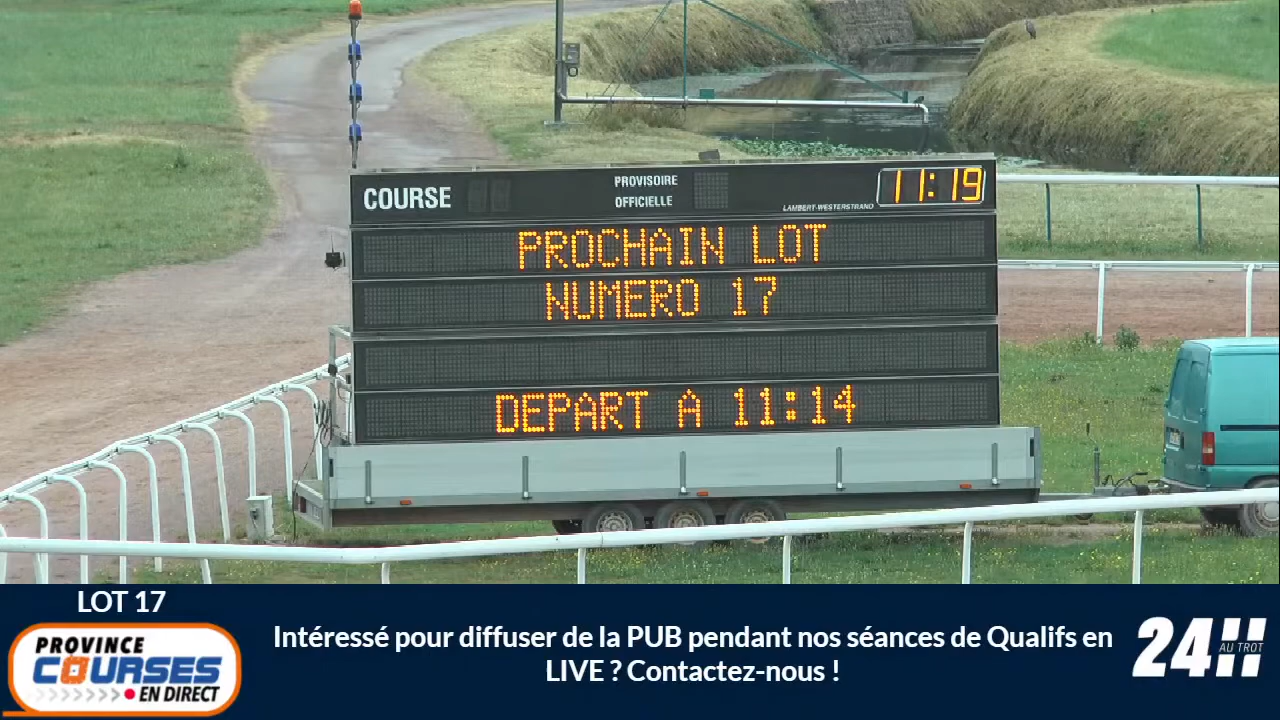 COURSE
PROVISOIRE
OFFICIELLE
LAMBERT-WESTERSTRAND
11:19
PROCHAIN LOT
NUMERO 17
DEPART A 11:14
LOT 17
PROVINCE
COURSES
EN DIRECT
Intéressé pour diffuser de la PUB pendant nos séances de Qualifs en
LIVE ? Contactez-nous !
24H
AU TROT